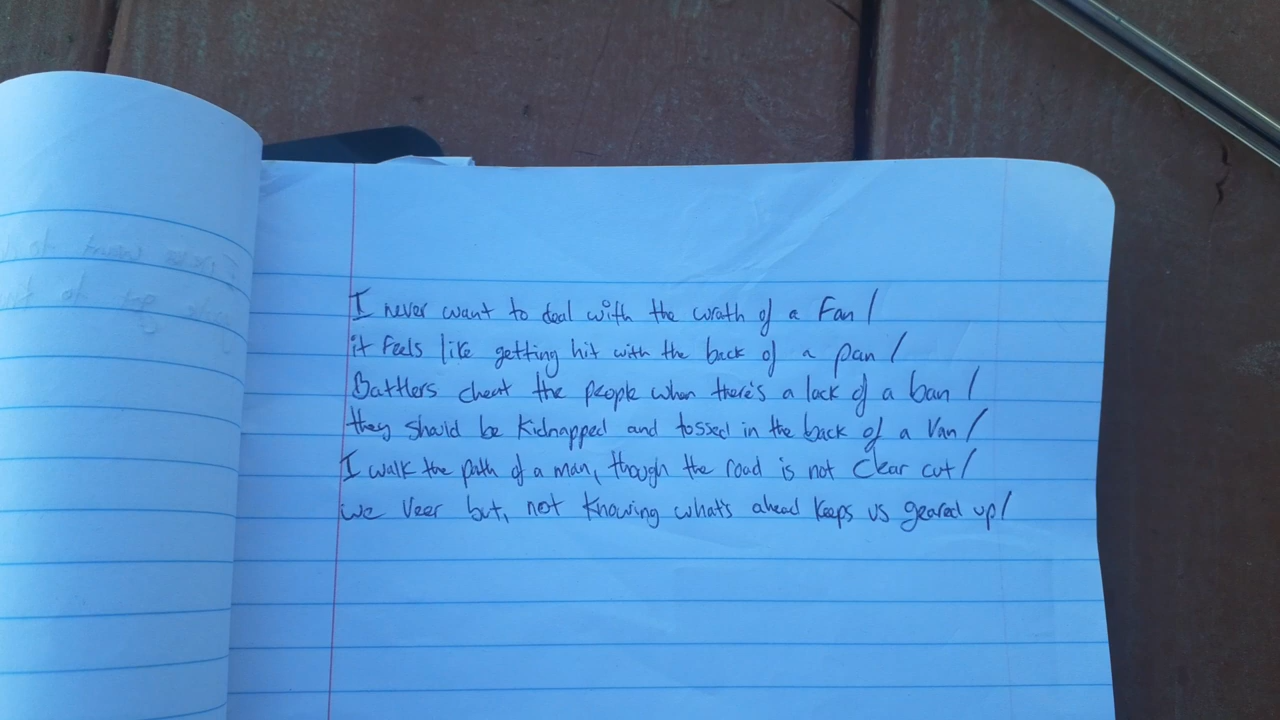 I never want to deal with the wrath of a Fan/
it feels like getting hit with the back of a pan/
Battlers cheat the people when there's a lack of a ban/
they should be kidnapped and tossed in the back of a van/
I walk the path of a man, though the road is not clear cut/
we veer but, not knowing what's ahead keeps us geared up/